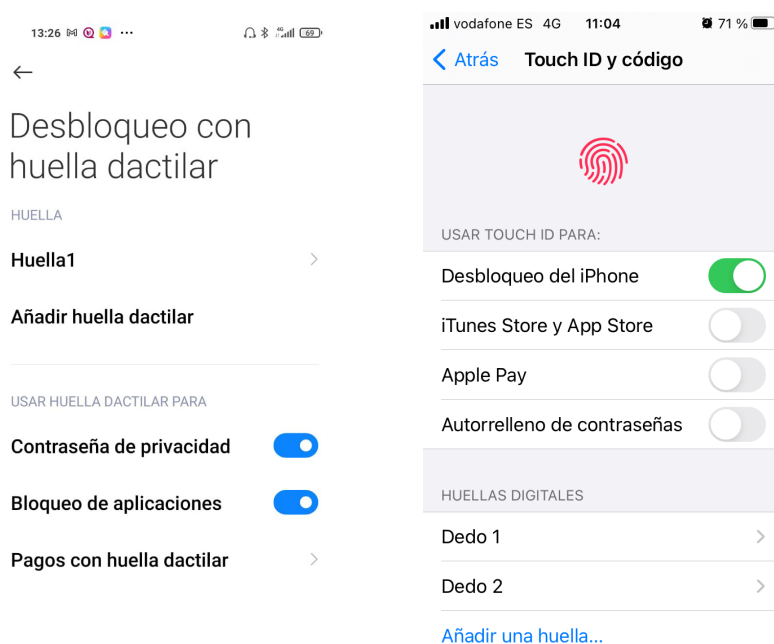 13:26
4G
69
Desbloqueo con
huella dactilar
HUELLA
Huella1
Añadir huella dactilar
USAR HUELLA DACTILAR PARA
Contraseña de privacidad
Bloqueo de aplicaciones
Pagos con huella dactilar
vodafone ES 4G 11:04 71 %
Atrás Touch ID y código
USAR TOUCH ID PARA:
Desbloqueo del iPhone
iTunes Store y App Store
Apple Pay
Autorrelleno de contraseñas
HUELLAS DIGITALES
Dedo 1
Dedo 2
Añadir una huella...